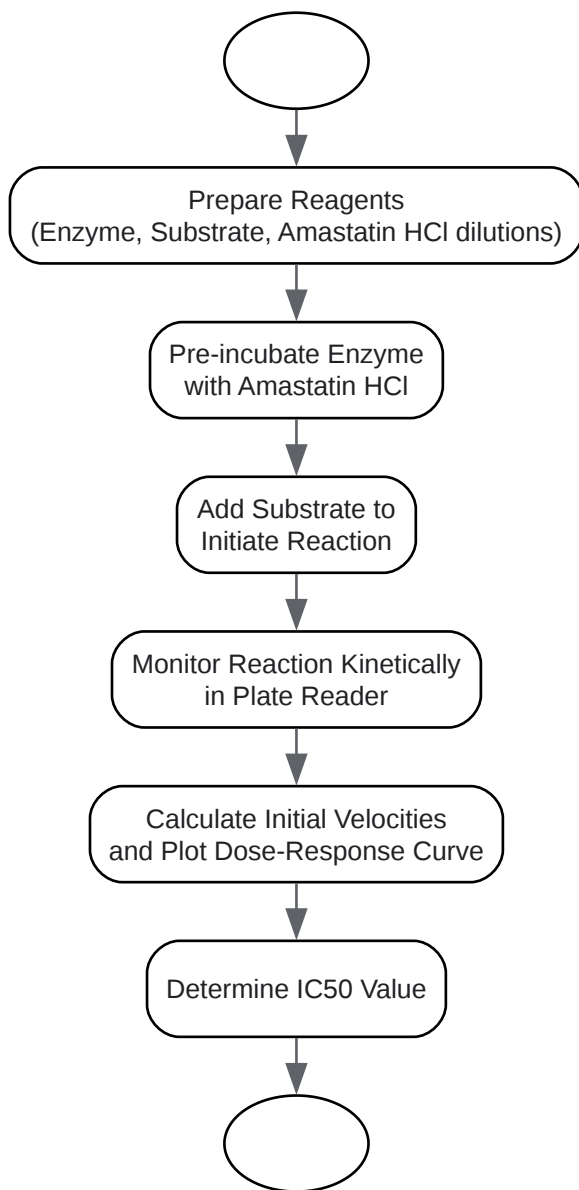 Prepare Reagents
(Enzyme, Substrate, Amastatin HCl dilutions)
Pre-incubate Enzyme
with Amastatin HCl
Add Substrate to
Initiate Reaction
Monitor Reaction Kinetically
in Plate Reader
Calculate Initial Velocities
and Plot Dose-Response Curve
Determine IC50 Value